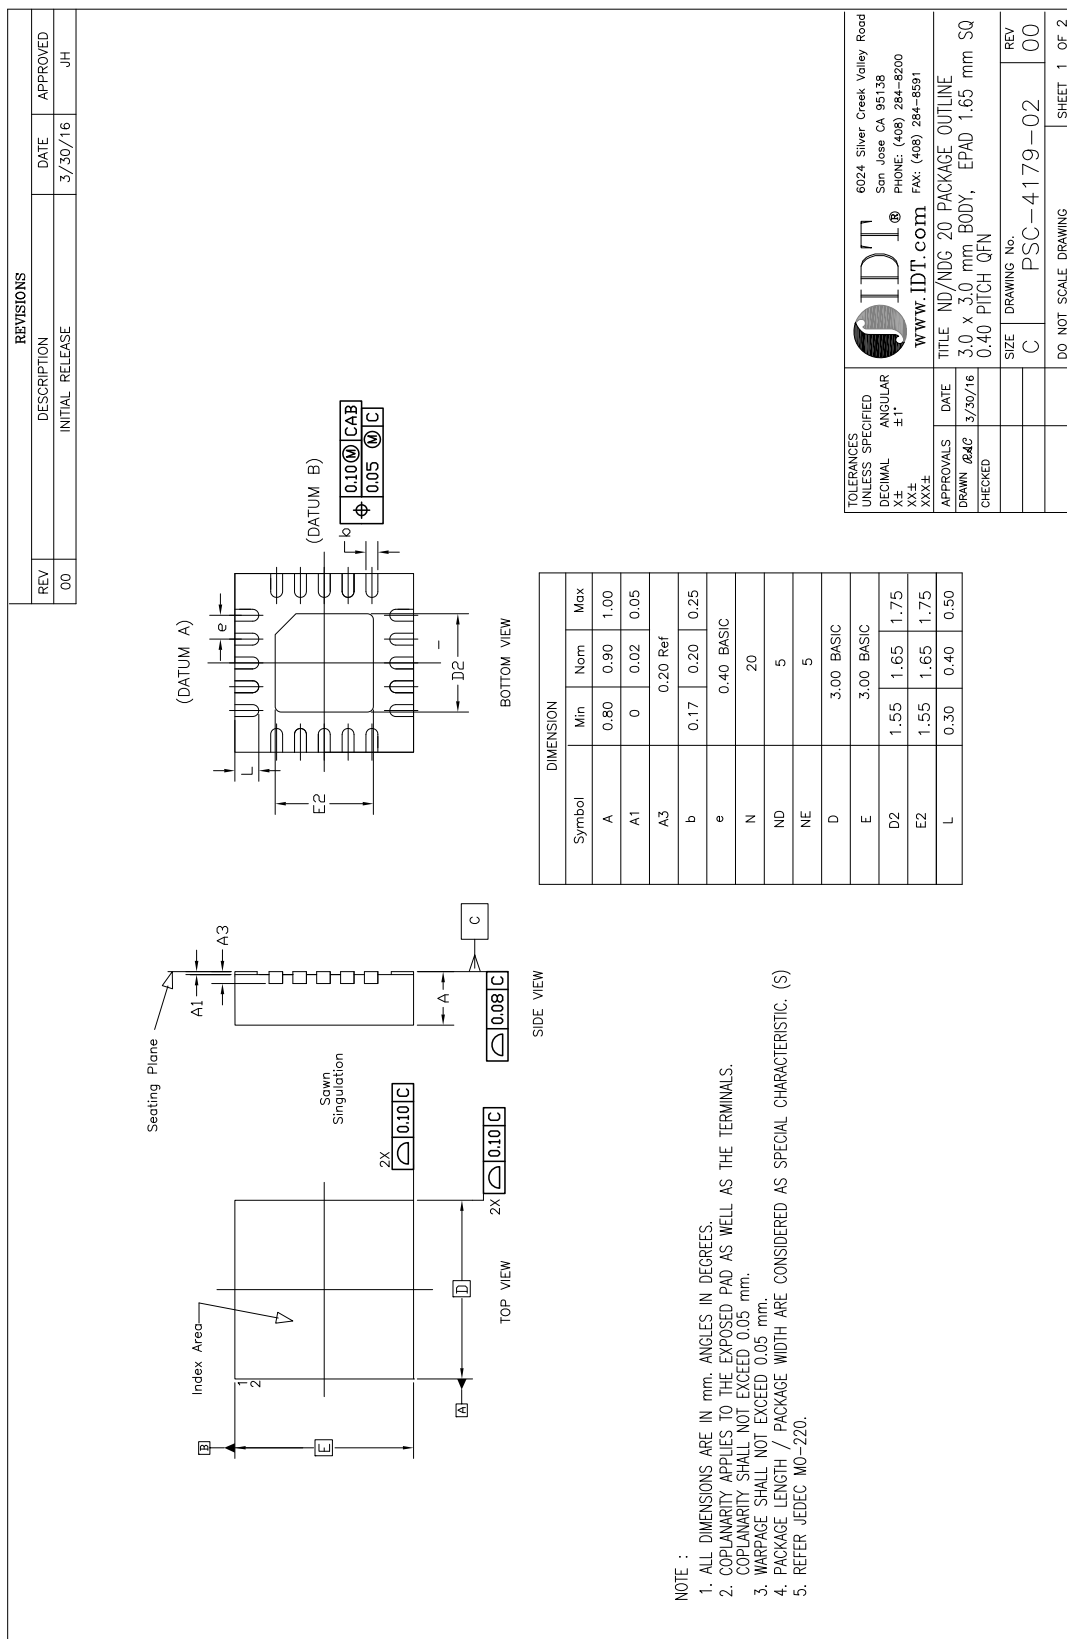 REVISIONS
REV DESCRIPTION DATE APPROVED
00 INITIAL RELEASE 3/30/16 JH
Index Area
1
2
B
E
A
D
TOP VIEW
2X
0.10 C
2X
0.10 C
Seating Plane
Sawn
Singulation
A1
A3
A
C
0.08 C
SIDE VIEW
(DATUM A)
e
L
E2
D2
(DATUM B)
b
0.10 Ⓜ C A B
0.05 Ⓜ C
BOTTOM VIEW
DIMENSION
Symbol Min Nom Max
A 0.80 0.90 1.00
A1 0 0.02 0.05
A3 0.20 Ref
b 0.17 0.20 0.25
e 0.40 BASIC
N 20
ND 5
NE 5
D 3.00 BASIC
E 3.00 BASIC
D2 1.55 1.65 1.75
E2 1.55 1.65 1.75
L 0.30 0.40 0.50
NOTE :
1. ALL DIMENSIONS ARE IN mm. ANGLES IN DEGREES.
2. COPLANARITY APPLIES TO THE EXPOSED PAD AS WELL AS THE TERMINALS.
COPLANARITY SHALL NOT EXCEED 0.05 mm.
3. WARPAGE SHALL NOT EXCEED 0.05 mm.
4. PACKAGE LENGTH / PACKAGE WIDTH ARE CONSIDERED AS SPECIAL CHARACTERISTIC. (S)
5. REFER JEDEC MO-220.
TOLERANCES
UNLESS SPECIFIED
DECIMAL ANGULAR
X± ±1°
XX±
XXX±
APPROVALS DATE
DRAWN RAC 3/30/16
CHECKED
IDT®
www.IDT.com
6024 Silver Creek Valley Road
San Jose CA 95138
PHONE: (408) 284-8200
FAX: (408) 284-8591
TITLE ND/NDG 20 PACKAGE OUTLINE
3.0 x 3.0 mm BODY, EPAD 1.65 mm SQ
0.40 PITCH QFN
SIZE DRAWING No. REV
C PSC-4179-02 00
DO NOT SCALE DRAWING SHEET 1 OF 2